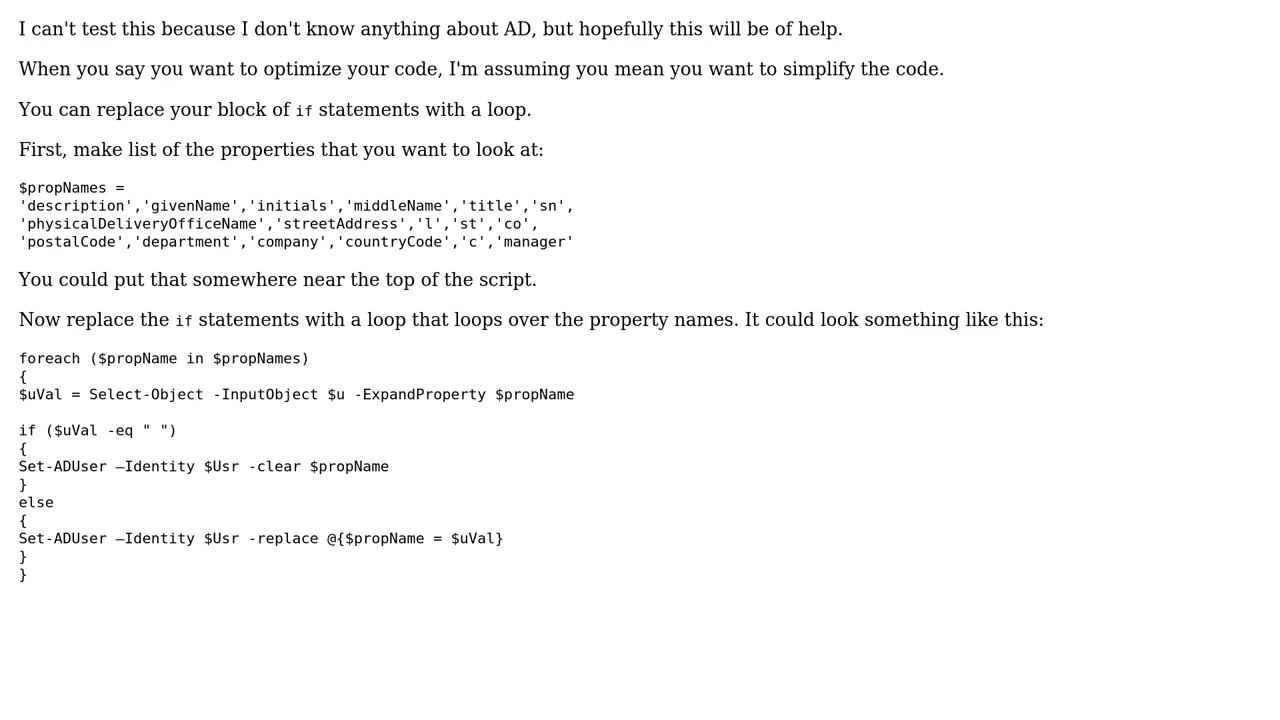 I can't test this because I don't know anything about AD, but hopefully this will be of help.
When you say you want to optimize your code, I'm assuming you mean you want to simplify the code.
You can replace your block of if statements with a loop.
First, make list of the properties that you want to look at:
$propNames =
'description','givenName','initials','middleName','title','sn',
'physicalDeliveryOfficeName','streetAddress','l','st','co',
'postalCode','department','company','countryCode','c','manager'
You could put that somewhere near the top of the script.
Now replace the if statements with a loop that loops over the property names. It could look something like this:
foreach ($propName in $propNames)
{
$uVal = Select-Object -InputObject $u -ExpandProperty $propName
if ($uVal -eq " ")
{
Set-ADUser –Identity $Usr -clear $propName
}
else
{
Set-ADUser –Identity $Usr -replace @{$propName = $uVal}
}
}